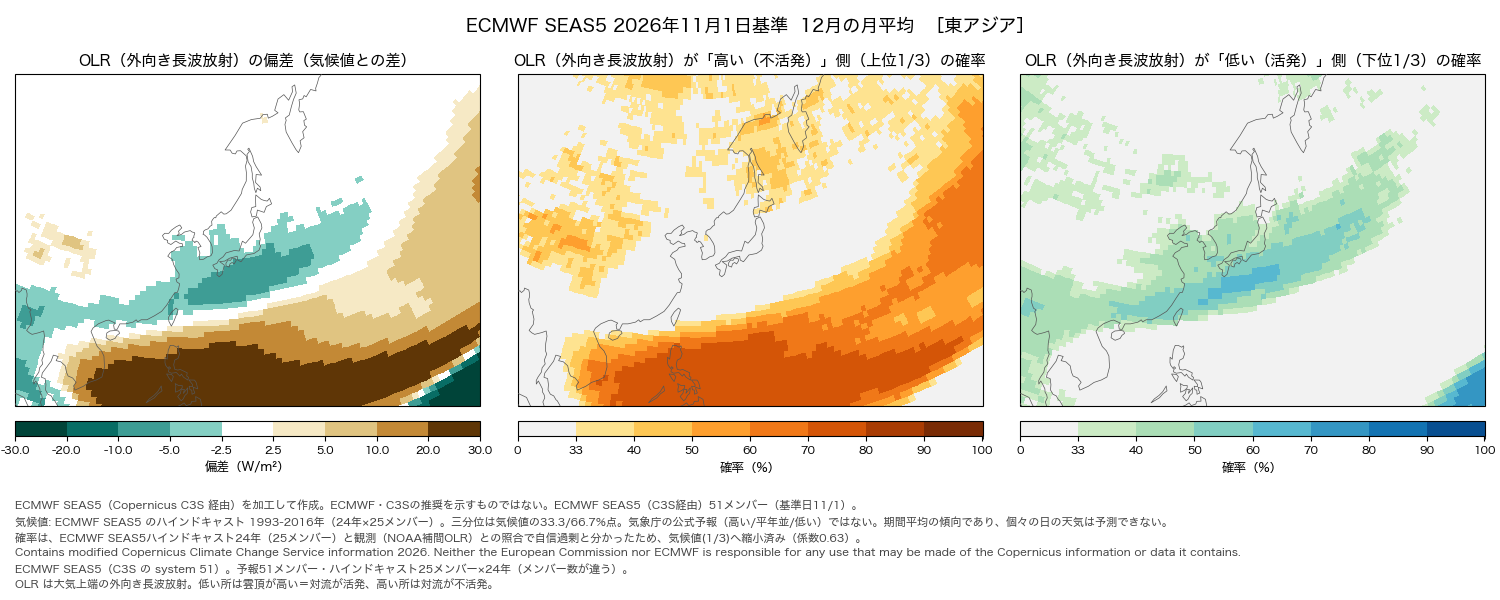 ECMWF SEAS5 2026年11月1日基準  12月の月平均  ［東アジア］
OLR（外向き長波放射）の偏差（気候値との差）
OLR（外向き長波放射）が「高い（不活発）」側（上位1/3）の確率
OLR（外向き長波放射）が「低い（活発）」側（下位1/3）の確率
-30.0 -20.0 -10.0 -5.0 -2.5 2.5 5.0 10.0 20.0 30.0
偏差（W/m²）
0 33 40 50 60 70 80 90 100
確率（%）
0 33 40 50 60 70 80 90 100
確率（%）
ECMWF SEAS5（Copernicus C3S 経由）を加工して作成。ECMWF・C3Sの推奨を示すものではない。ECMWF SEAS5（C3S経由）51メンバー（基準日11/1）。
気候値: ECMWF SEAS5 のハインドキャスト 1993-2016年（24年×25メンバー）。三分位は気候値の33.3/66.7%点。気象庁の公式予報（高い/平年並/低い）ではない。期間平均の傾向であり、個々の日の天気は予測できない。
確率は、ECMWF SEAS5ハインドキャスト24年（25メンバー）と観測（NOAA補間OLR）との照合で自信過剰と分かったため、気候値(1/3)へ縮小済み（係数0.63）。
Contains modified Copernicus Climate Change Service information 2026. Neither the European Commission nor ECMWF is responsible for any use that may be made of the Copernicus information or data it contains.
ECMWF SEAS5（C3S の system 51）。予報51メンバー・ハインドキャスト25メンバー×24年（メンバー数が違う）。
OLR は大気上端の外向き長波放射。低い所は雲頂が高い＝対流が活発、高い所は対流が不活発。